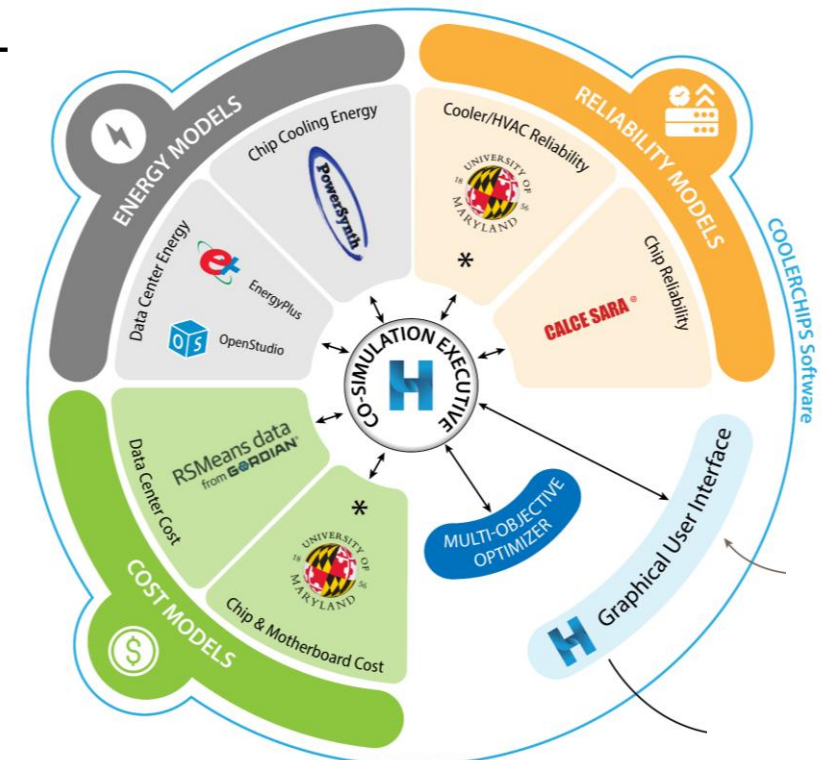 ENERGY MODELS
Chip Cooling Energy
PowerSynth
Data Center Energy
e+
EnergyPlus
OS
OpenStudio
RELIABILITY MODELS
Cooler/HVAC Reliability
UNIVERSITY OF
18 56
MARYLAND
*
Chip Reliability
CALCE SARA®
COOLERCHIPS Software
CO-SIMULATION EXECUTIVE
H
RSMeans data
from GORDIAN®
Data Center Cost
*
UNIVERSITY OF
18 56
MARYLAND
Chip & Motherboard Cost
COST MODELS
$
MULTI-OBJECTIVE
OPTIMIZER
H Graphical User Interface